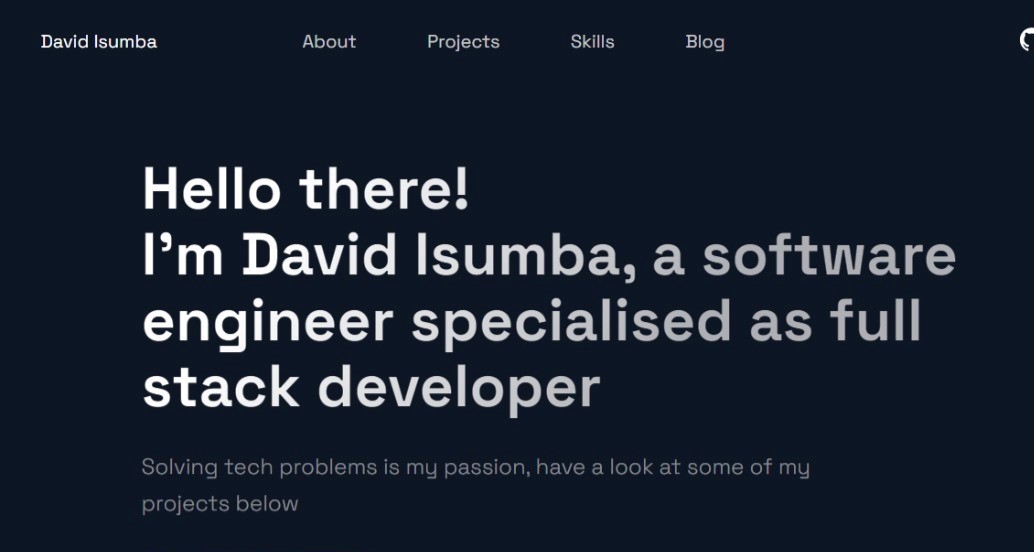 David Isumba About Projects Skills Blog
Hello there!
I'm David Isumba, a software
engineer specialised as full
stack developer
Solving tech problems is my passion, have a look at some of my
projects below